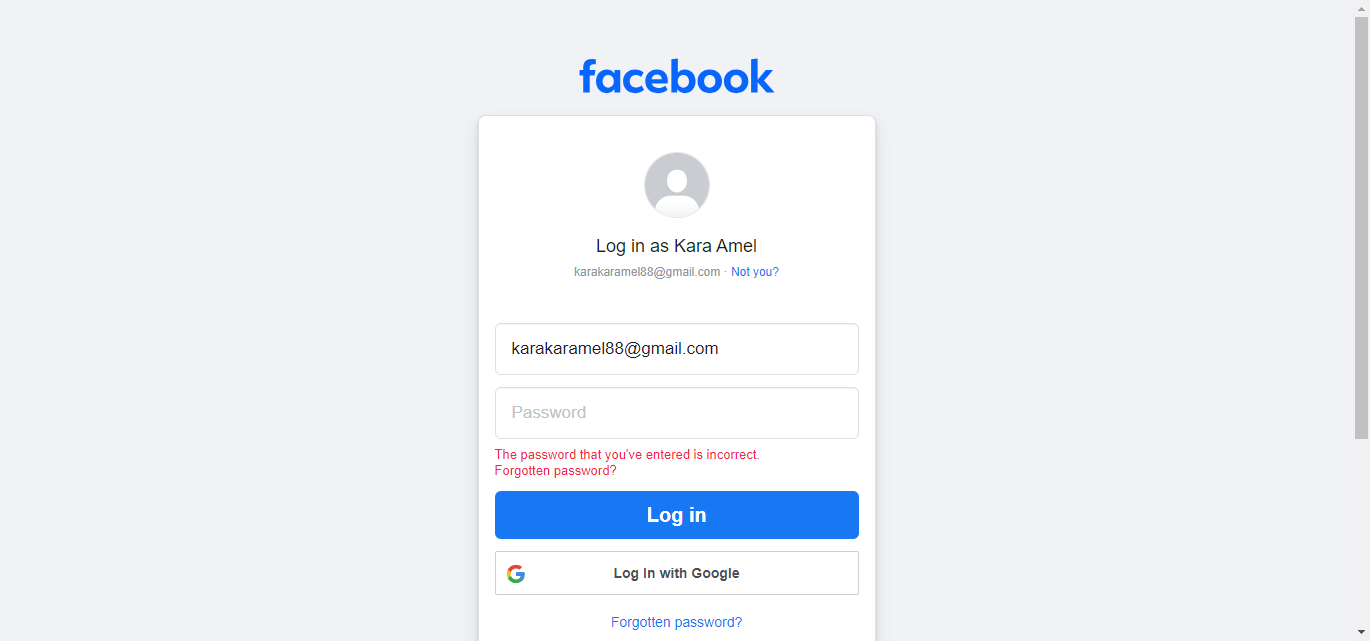 facebook
Log in as Kara Amel
karakaramel88@gmail.com · Not you?
karakaramel88@gmail.com
Password
The password that you've entered is incorrect.
Forgotten password?
Log in
Log In with Google
Forgotten password?